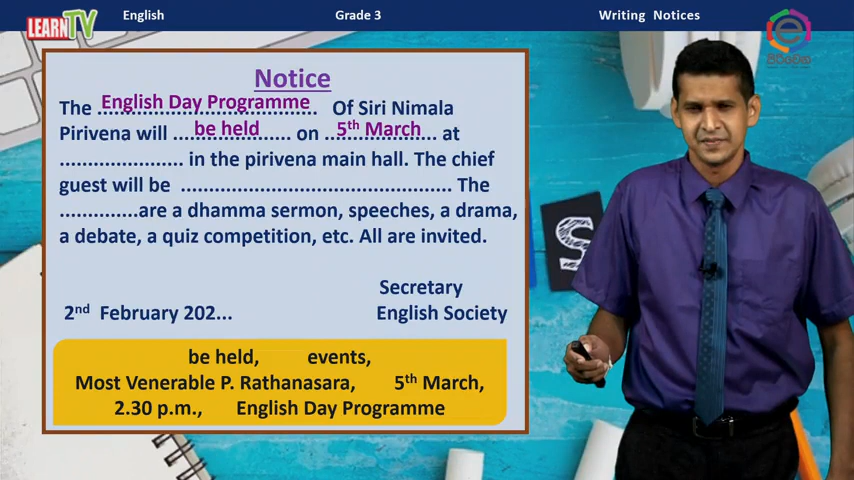 LEARN TV
English
Grade 3
Writing Notices
Notice
The English Day Programme Of Siri Nimala
Pirivena will ...be held... on ...5th March... at
...................... in the pirivena main hall. The chief
guest will be ............................................... The
..............are a dhamma sermon, speeches, a drama,
a debate, a quiz competition, etc. All are invited.
Secretary
2nd February 202... English Society
be held, events,
Most Venerable P. Rathanasara, 5th March,
2.30 p.m., English Day Programme
S